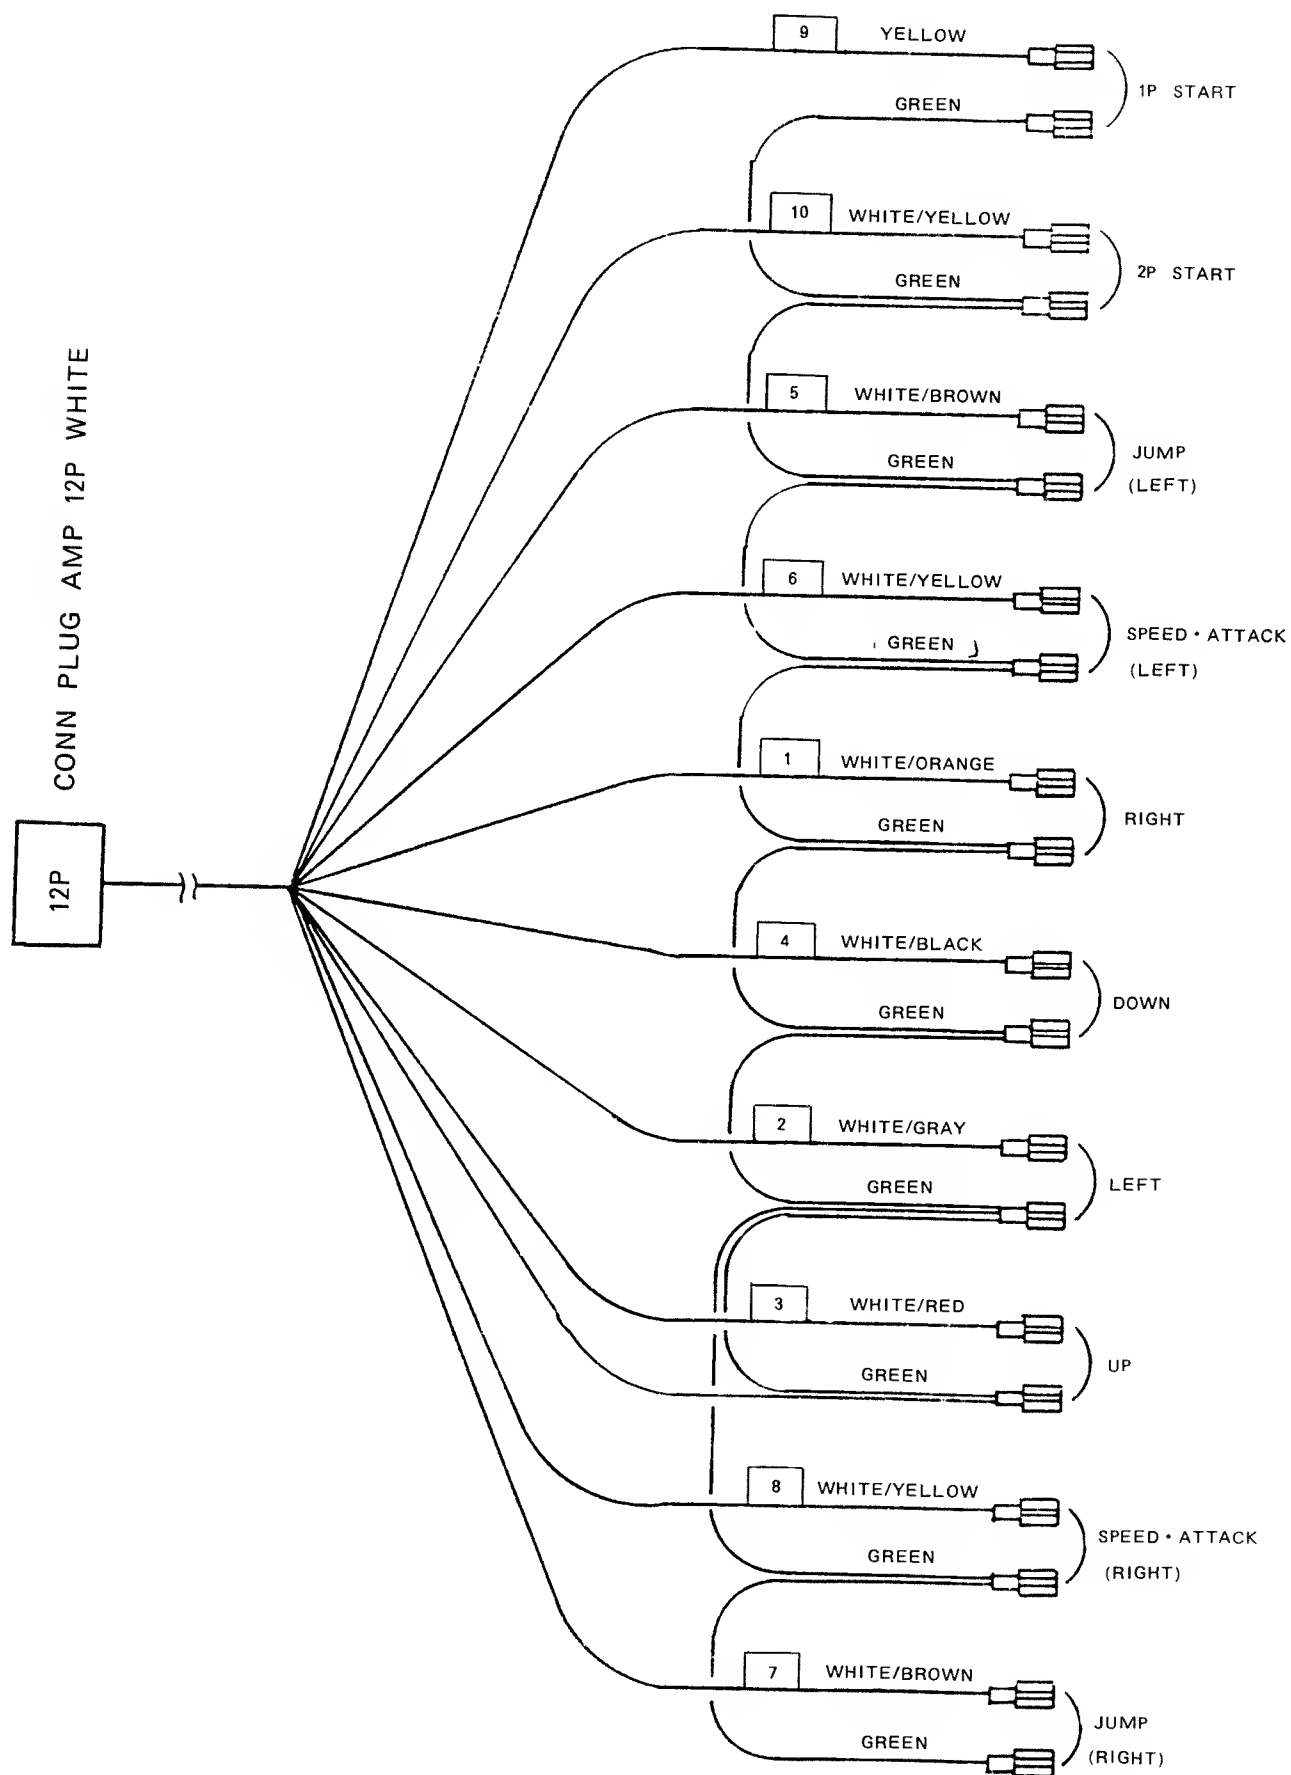 CONN PLUG AMP 12P WHITE
12P
9 YELLOW
1P START
GREEN
10 WHITE/YELLOW
2P START
GREEN
5 WHITE/BROWN
JUMP
(LEFT)
GREEN
6 WHITE/YELLOW
SPEED・ATTACK
(LEFT)
GREEN
1 WHITE/ORANGE
RIGHT
GREEN
4 WHITE/BLACK
DOWN
GREEN
2 WHITE/GRAY
LEFT
GREEN
3 WHITE/RED
UP
GREEN
8 WHITE/YELLOW
SPEED・ATTACK
(RIGHT)
GREEN
7 WHITE/BROWN
JUMP
(RIGHT)
GREEN